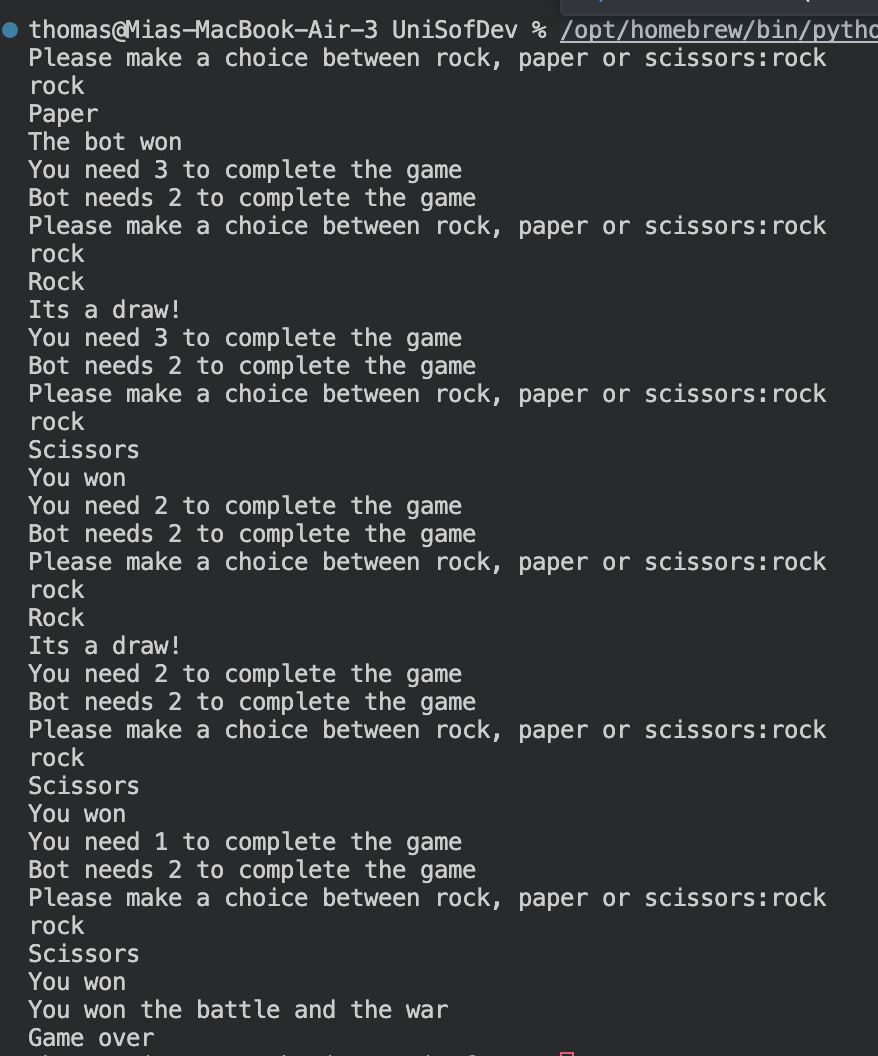 thomas@Mias-MacBook-Air-3 UniSofDev % /opt/homebrew/bin/pytho
Please make a choice between rock, paper or scissors:rock
rock
Paper
The bot won
You need 3 to complete the game
Bot needs 2 to complete the game
Please make a choice between rock, paper or scissors:rock
rock
Rock
Its a draw!
You need 3 to complete the game
Bot needs 2 to complete the game
Please make a choice between rock, paper or scissors:rock
rock
Scissors
You won
You need 2 to complete the game
Bot needs 2 to complete the game
Please make a choice between rock, paper or scissors:rock
rock
Rock
Its a draw!
You need 2 to complete the game
Bot needs 2 to complete the game
Please make a choice between rock, paper or scissors:rock
rock
Scissors
You won
You need 1 to complete the game
Bot needs 2 to complete the game
Please make a choice between rock, paper or scissors:rock
rock
Scissors
You won
You won the battle and the war
Game over